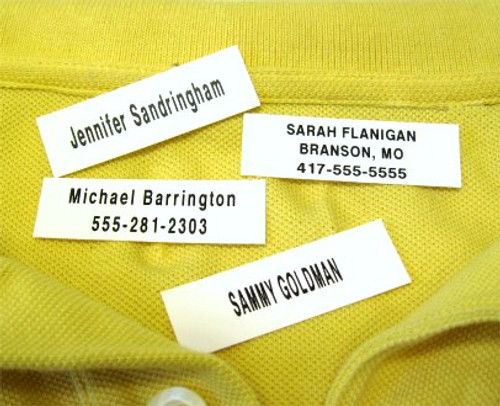 Jennifer Sandringham
SARAH FLANIGAN
BRANSON, MO
417-555-5555
Michael Barrington
555-281-2303
SAMMY GOLDMAN